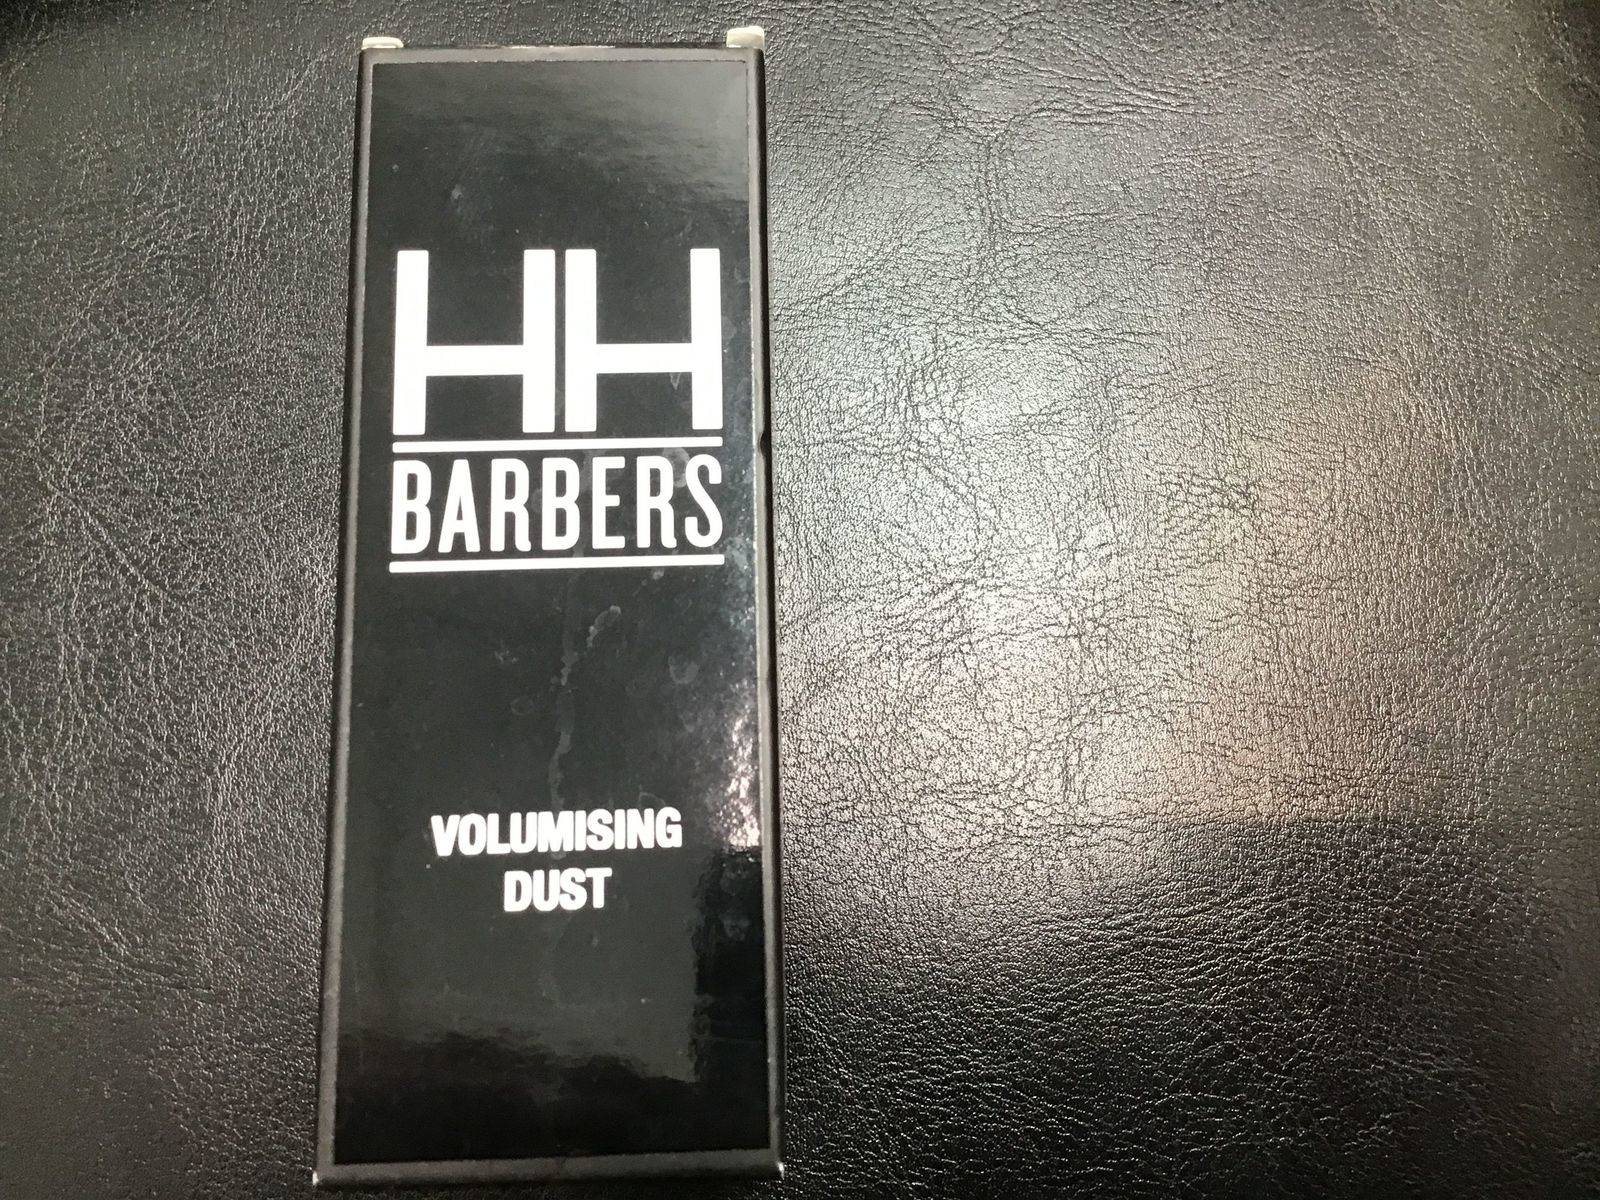 HH
BARBERS
VOLUMISING
DUST